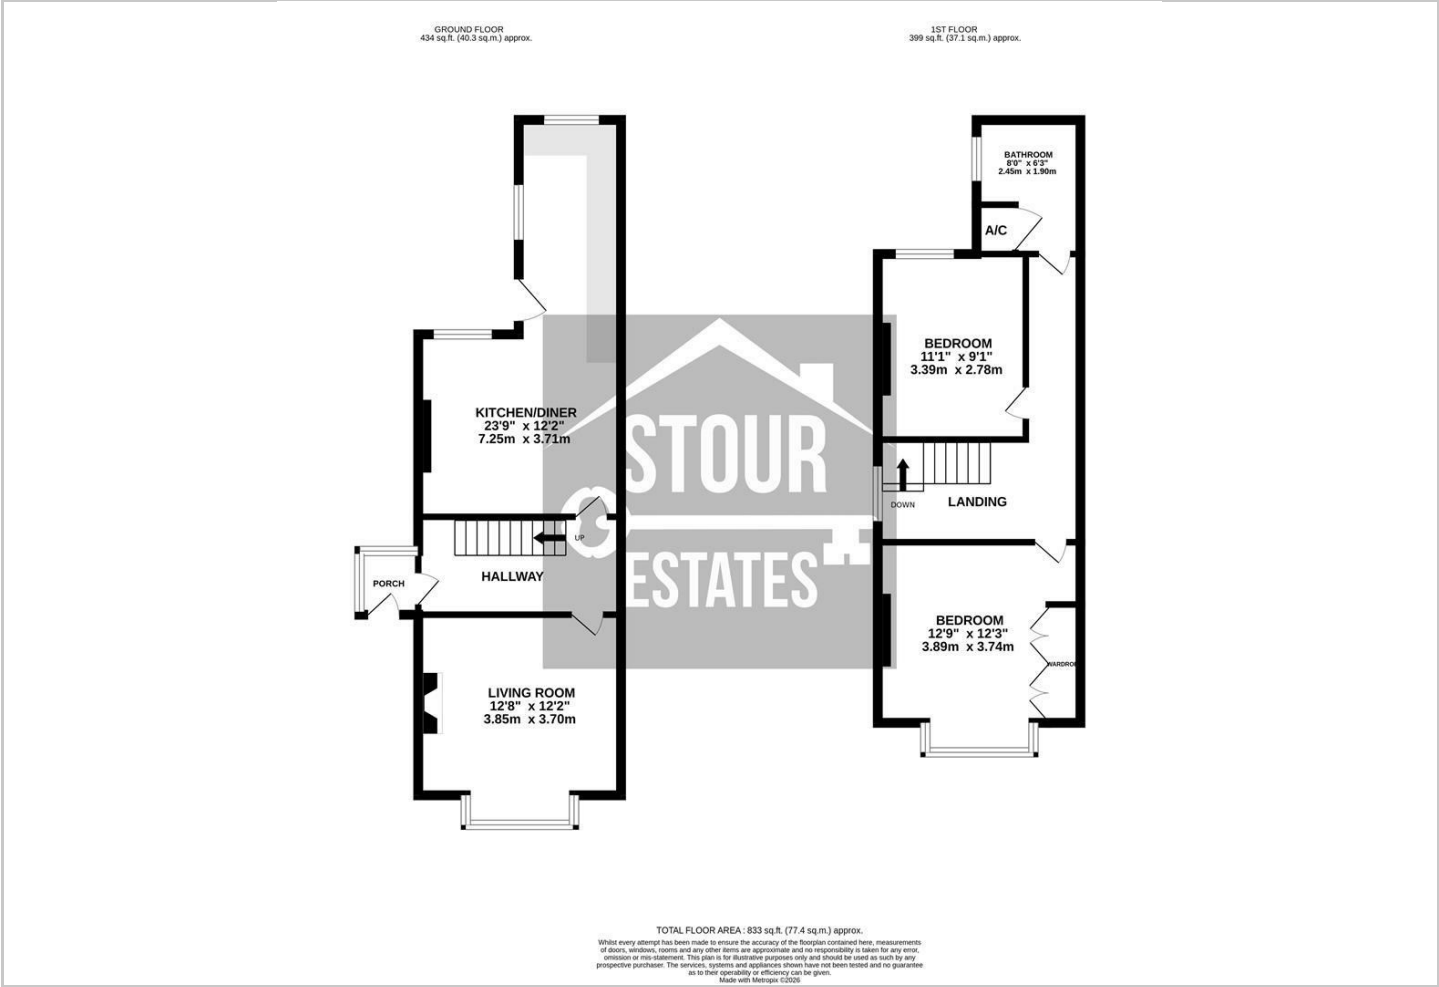 GROUND FLOOR
434 sq.ft. (40.3 sq.m.) approx.
1ST FLOOR
399 sq.ft. (37.1 sq.m.) approx.
BATHROOM
8'0" x 6'3"
2.45m x 1.90m
A/C
BEDROOM
11'1" x 9'1"
3.39m x 2.78m
KITCHEN/DINER
23'9" x 12'2"
7.25m x 3.71m
STOUR
ESTATES
DOWN
LANDING
UP
HALLWAY
PORCH
BEDROOM
12'9" x 12'3"
3.89m x 3.74m
WARDROB
LIVING ROOM
12'8" x 12'2"
3.85m x 3.70m
TOTAL FLOOR AREA : 833 sq.ft. (77.4 sq.m.) approx.
Whilst every attempt has been made to ensure the accuracy of the floorplan contained here, measurements
of doors, windows, rooms and any other items are approximate and no responsibility is taken for any error,
omission or mis-statement. This plan is for illustrative purposes only and should be used as such by any
prospective purchaser. The services, systems and appliances shown have not been tested and no guarantee
as to their operability or efficiency can be given.
Made with Metropix ©2026